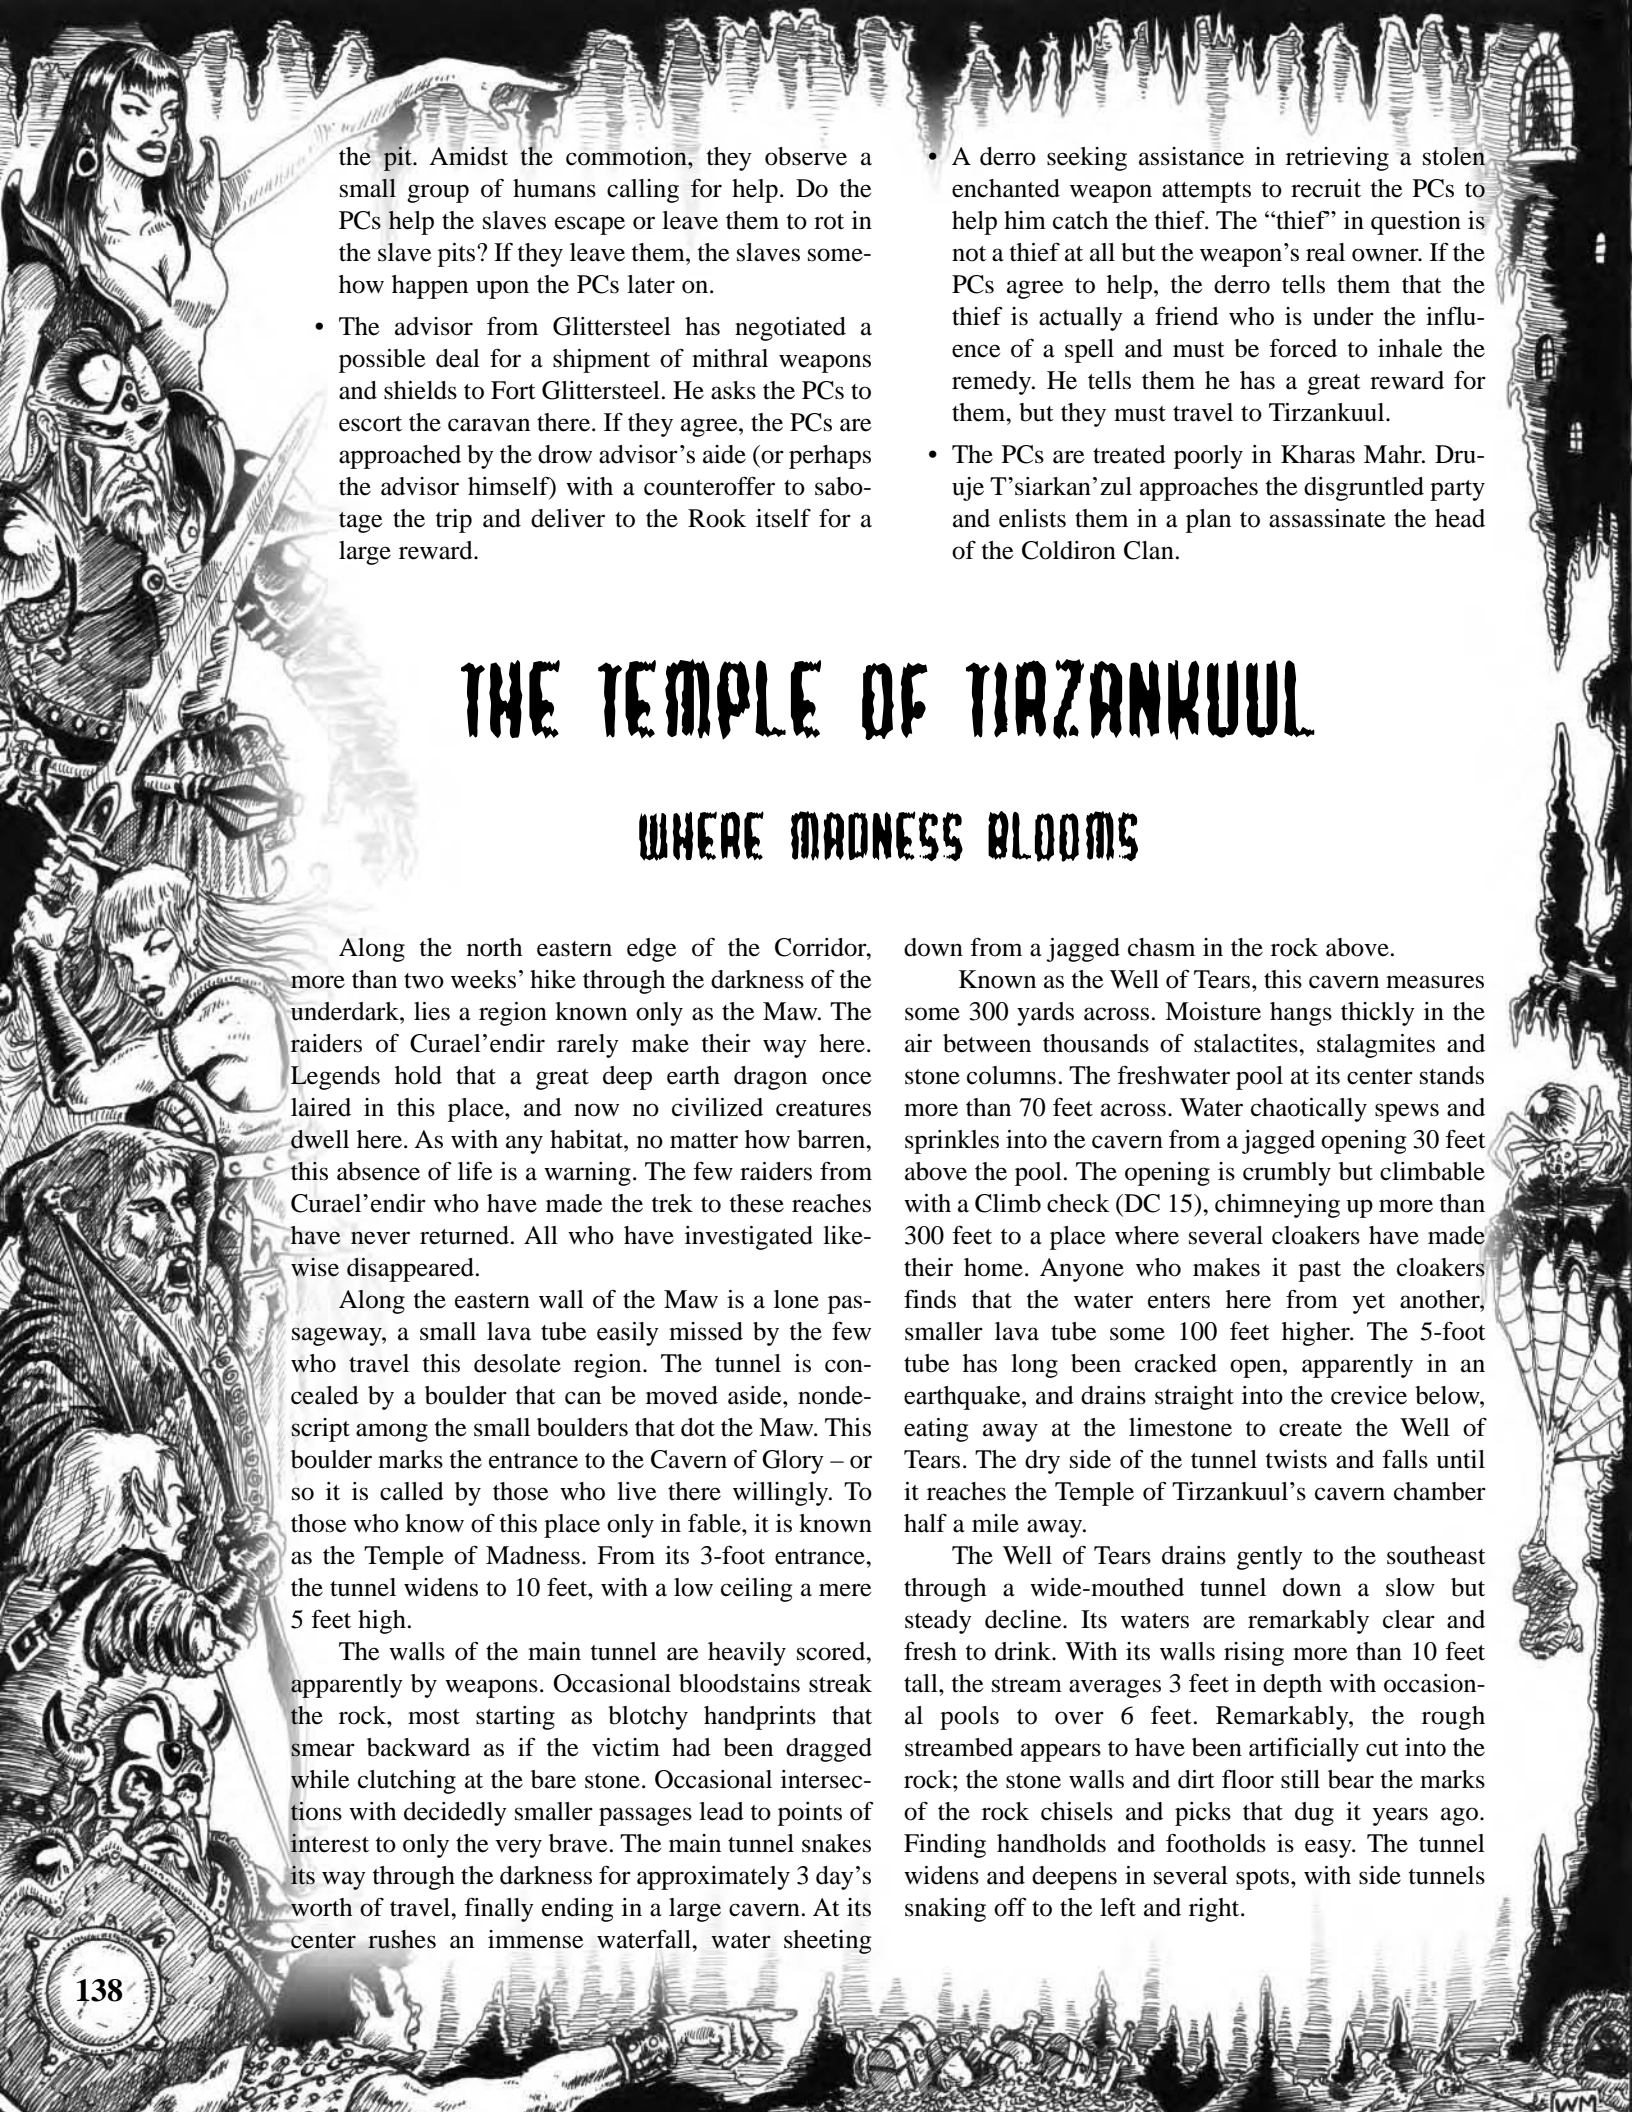 the pit. Amidst the commotion, they observe a
small group of humans calling for help. Do the
PCs help the slaves escape or leave them to rot in
the slave pits? If they leave them, the slaves some-
how happen upon the PCs later on.
• The advisor from Glittersteel has negotiated a
possible deal for a shipment of mithral weapons
and shields to Fort Glittersteel. He asks the PCs to
escort the caravan there. If they agree, the PCs are
approached by the drow advisor's aide (or perhaps
the advisor himself) with a counteroffer to sabo-
tage the trip and deliver to the Rook itself for a
large reward.
• A derro seeking assistance in retrieving a stolen
enchanted weapon attempts to recruit the PCs to
help him catch the thief. The “thief” in question is
not a thief at all but the weapon's real owner. If the
PCs agree to help, the derro tells them that the
thief is actually a friend who is under the influ-
ence of a spell and must be forced to inhale the
remedy. He tells them he has a great reward for
them, but they must travel to Tirzankuul.
• The PCs are treated poorly in Kharas Mahr. Dru-
uje T'siarkan'zul approaches the disgruntled party
and enlists them in a plan to assassinate the head
of the Coldiron Clan.
THE TEMPLE OF TIRZANKUUL
WHERE MADNESS BLOOMS
Along the north eastern edge of the Corridor,
more than two weeks' hike through the darkness of the
underdark, lies a region known only as the Maw. The
raiders of Curael'endir rarely make their way here.
Legends hold that a great deep earth dragon once
laired in this place, and now no civilized creatures
dwell here. As with any habitat, no matter how barren,
this absence of life is a warning. The few raiders from
Curael'endir who have made the trek to these reaches
have never returned. All who have investigated like-
wise disappeared.
Along the eastern wall of the Maw is a lone pas-
sageway, a small lava tube easily missed by the few
who travel this desolate region. The tunnel is con-
cealed by a boulder that can be moved aside, nonde-
script among the small boulders that dot the Maw. This
boulder marks the entrance to the Cavern of Glory – or
so it is called by those who live there willingly. To
those who know of this place only in fable, it is known
as the Temple of Madness. From its 3-foot entrance,
the tunnel widens to 10 feet, with a low ceiling a mere
5 feet high.
The walls of the main tunnel are heavily scored,
apparently by weapons. Occasional bloodstains streak
the rock, most starting as blotchy handprints that
smear backward as if the victim had been dragged
while clutching at the bare stone. Occasional intersec-
tions with decidedly smaller passages lead to points of
interest to only the very brave. The main tunnel snakes
its way through the darkness for approximately 3 day's
worth of travel, finally ending in a large cavern. At its
center rushes an immense waterfall, water sheeting
down from a jagged chasm in the rock above.
Known as the Well of Tears, this cavern measures
some 300 yards across. Moisture hangs thickly in the
air between thousands of stalactites, stalagmites and
stone columns. The freshwater pool at its center stands
more than 70 feet across. Water chaotically spews and
sprinkles into the cavern from a jagged opening 30 feet
above the pool. The opening is crumbly but climbable
with a Climb check (DC 15), chimneying up more than
300 feet to a place where several cloakers have made
their home. Anyone who makes it past the cloakers
finds that the water enters here from yet another,
smaller lava tube some 100 feet higher. The 5-foot
tube has long been cracked open, apparently in an
earthquake, and drains straight into the crevice below,
eating away at the limestone to create the Well of
Tears. The dry side of the tunnel twists and falls until
it reaches the Temple of Tirzankuul's cavern chamber
half a mile away.
The Well of Tears drains gently to the southeast
through a wide-mouthed tunnel down a slow but
steady decline. Its waters are remarkably clear and
fresh to drink. With its walls rising more than 10 feet
tall, the stream averages 3 feet in depth with occasion-
al pools to over 6 feet. Remarkably, the rough
streambed appears to have been artificially cut into the
rock; the stone walls and dirt floor still bear the marks
of the rock chisels and picks that dug it years ago.
Finding handholds and footholds is easy. The tunnel
widens and deepens in several spots, with side tunnels
snaking off to the left and right.
138
WM